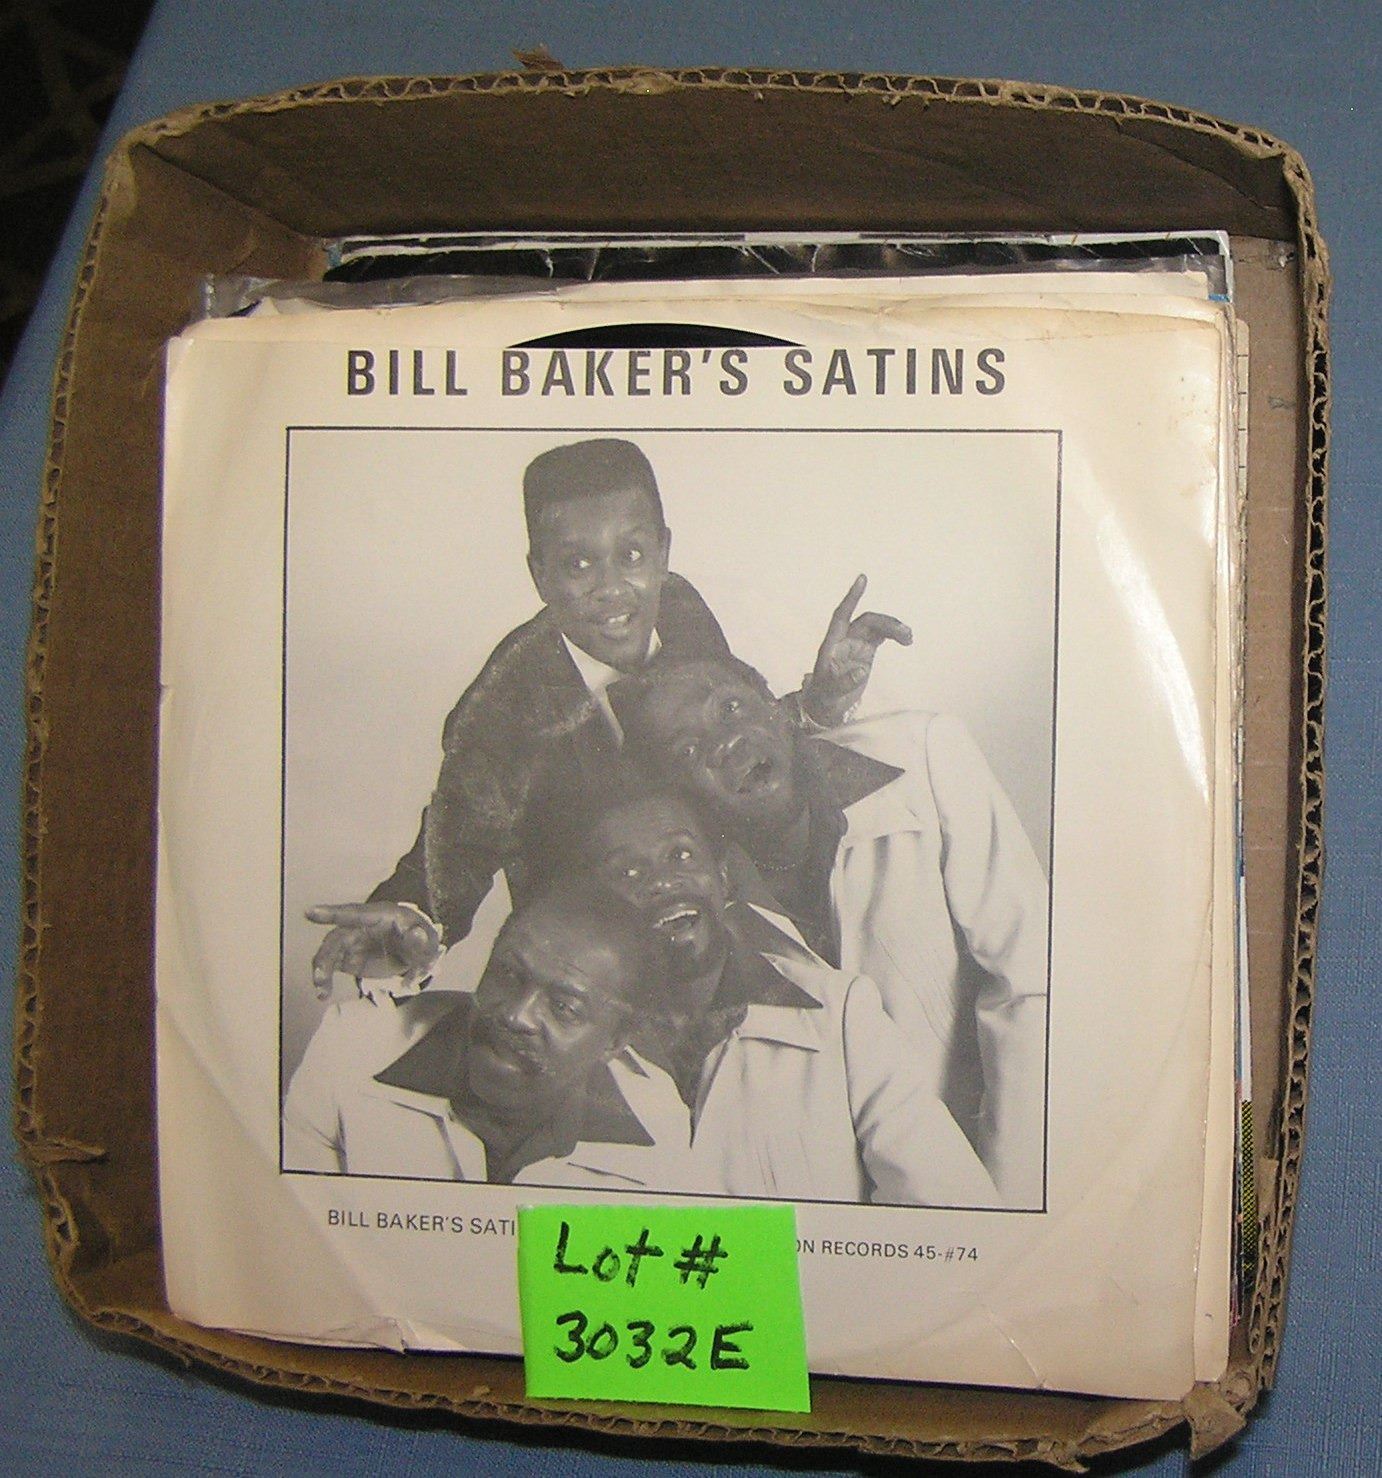 BILL BAKER'S SATINS
BILL BAKER'S SATI
ON RECORDS 45-#74
Lot #
3032E